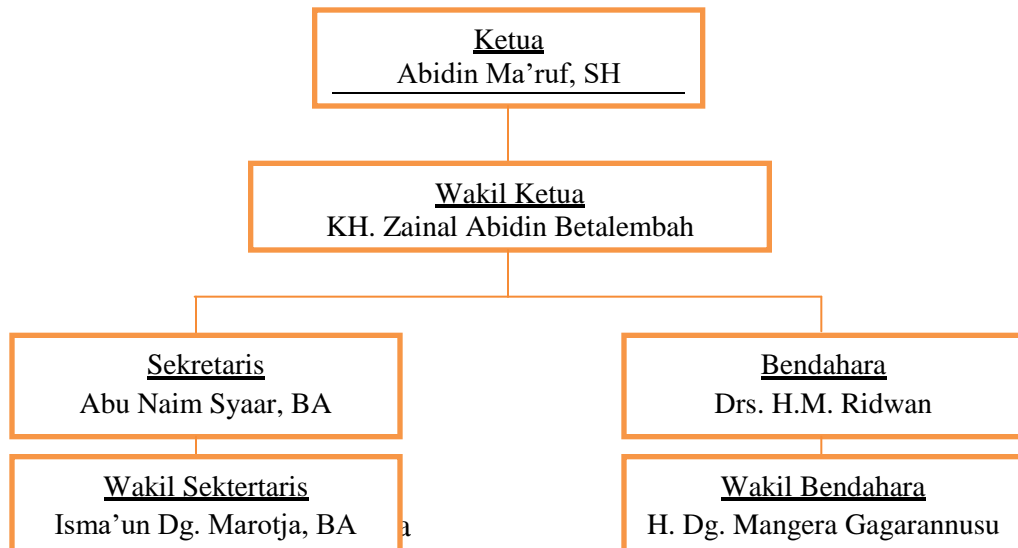 Ketua
Abidin Ma’ruf, SH
Wakil Ketua
KH. Zainal Abidin Betalembah
Sekretaris
Abu Naim Syaar, BA
Bendahara
Drs. H.M. Ridwan
Wakil Sektertaris
Isma’un Dg. Marotja, BA
Wakil Bendahara
H. Dg. Mangera Gagarannusu